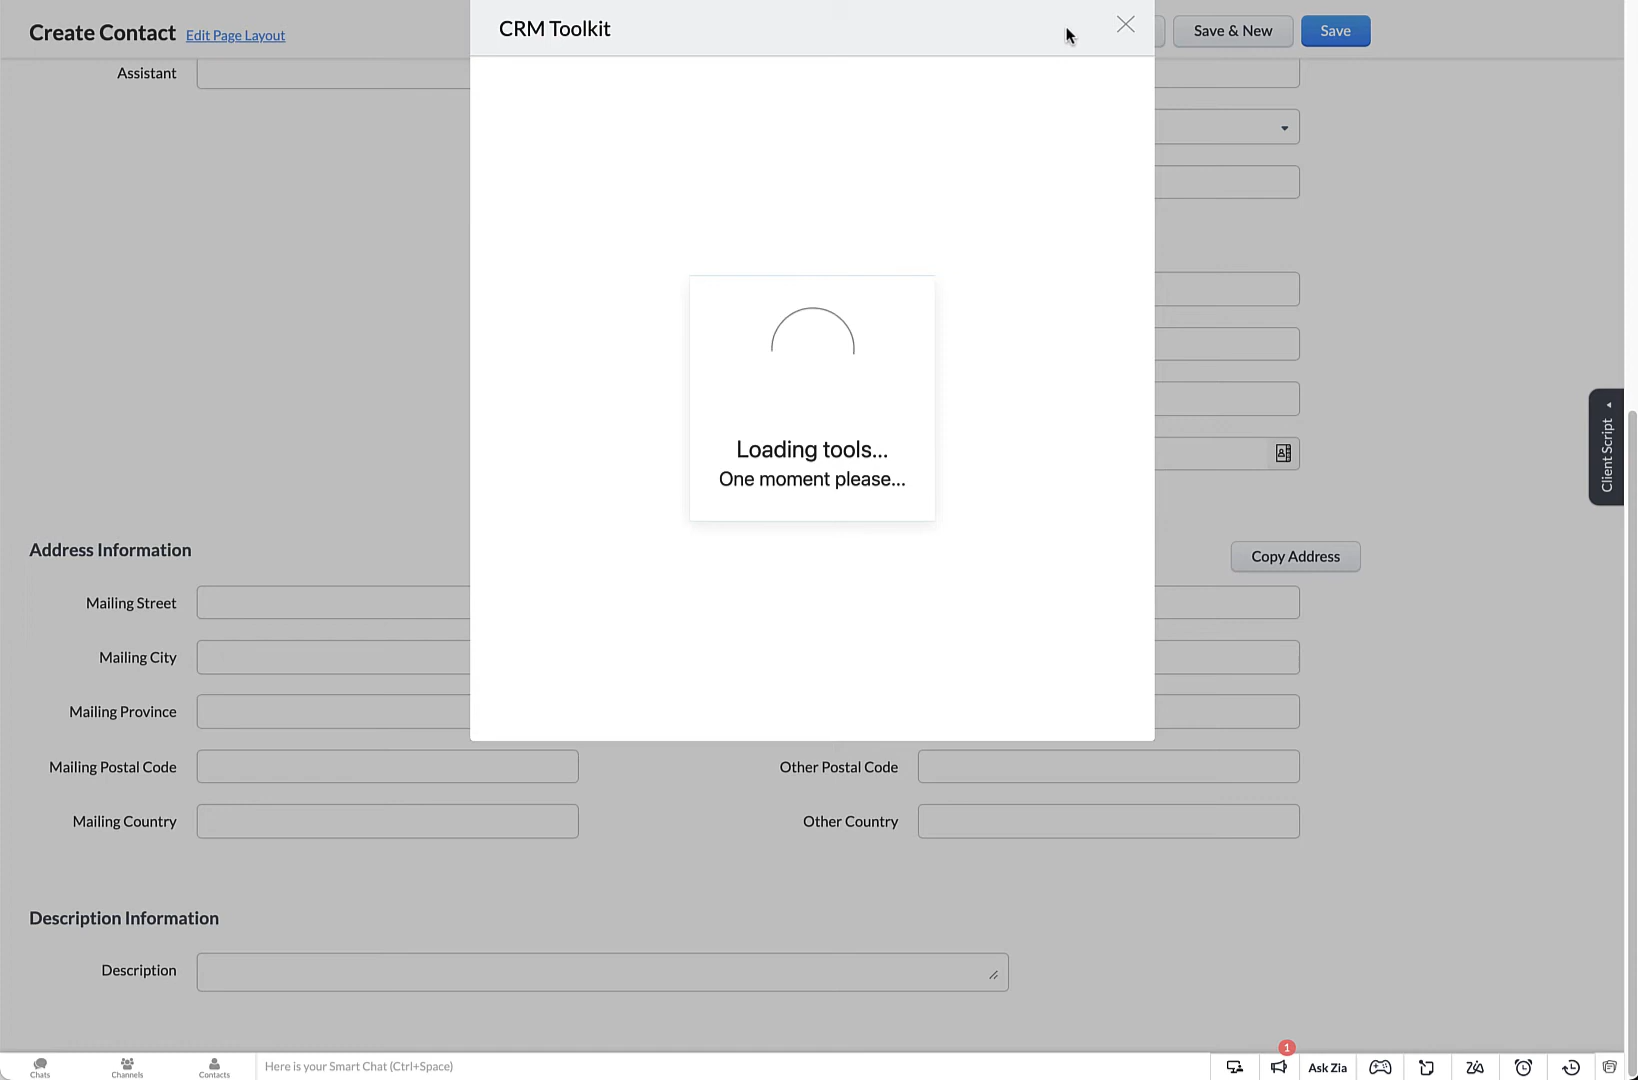 Create Contact Edit Page Layout
CRM Toolkit
Save & New
Save
Assistant
Loading tools...
One moment please...
Client Script
Address Information
Copy Address
Mailing Street
Mailing City
Mailing Province
Mailing Postal Code
Other Postal Code
Mailing Country
Other Country
Description Information
Description
Chats
Channels
Contacts
Here is your Smart Chat (Ctrl+Space)
1
Ask Zia